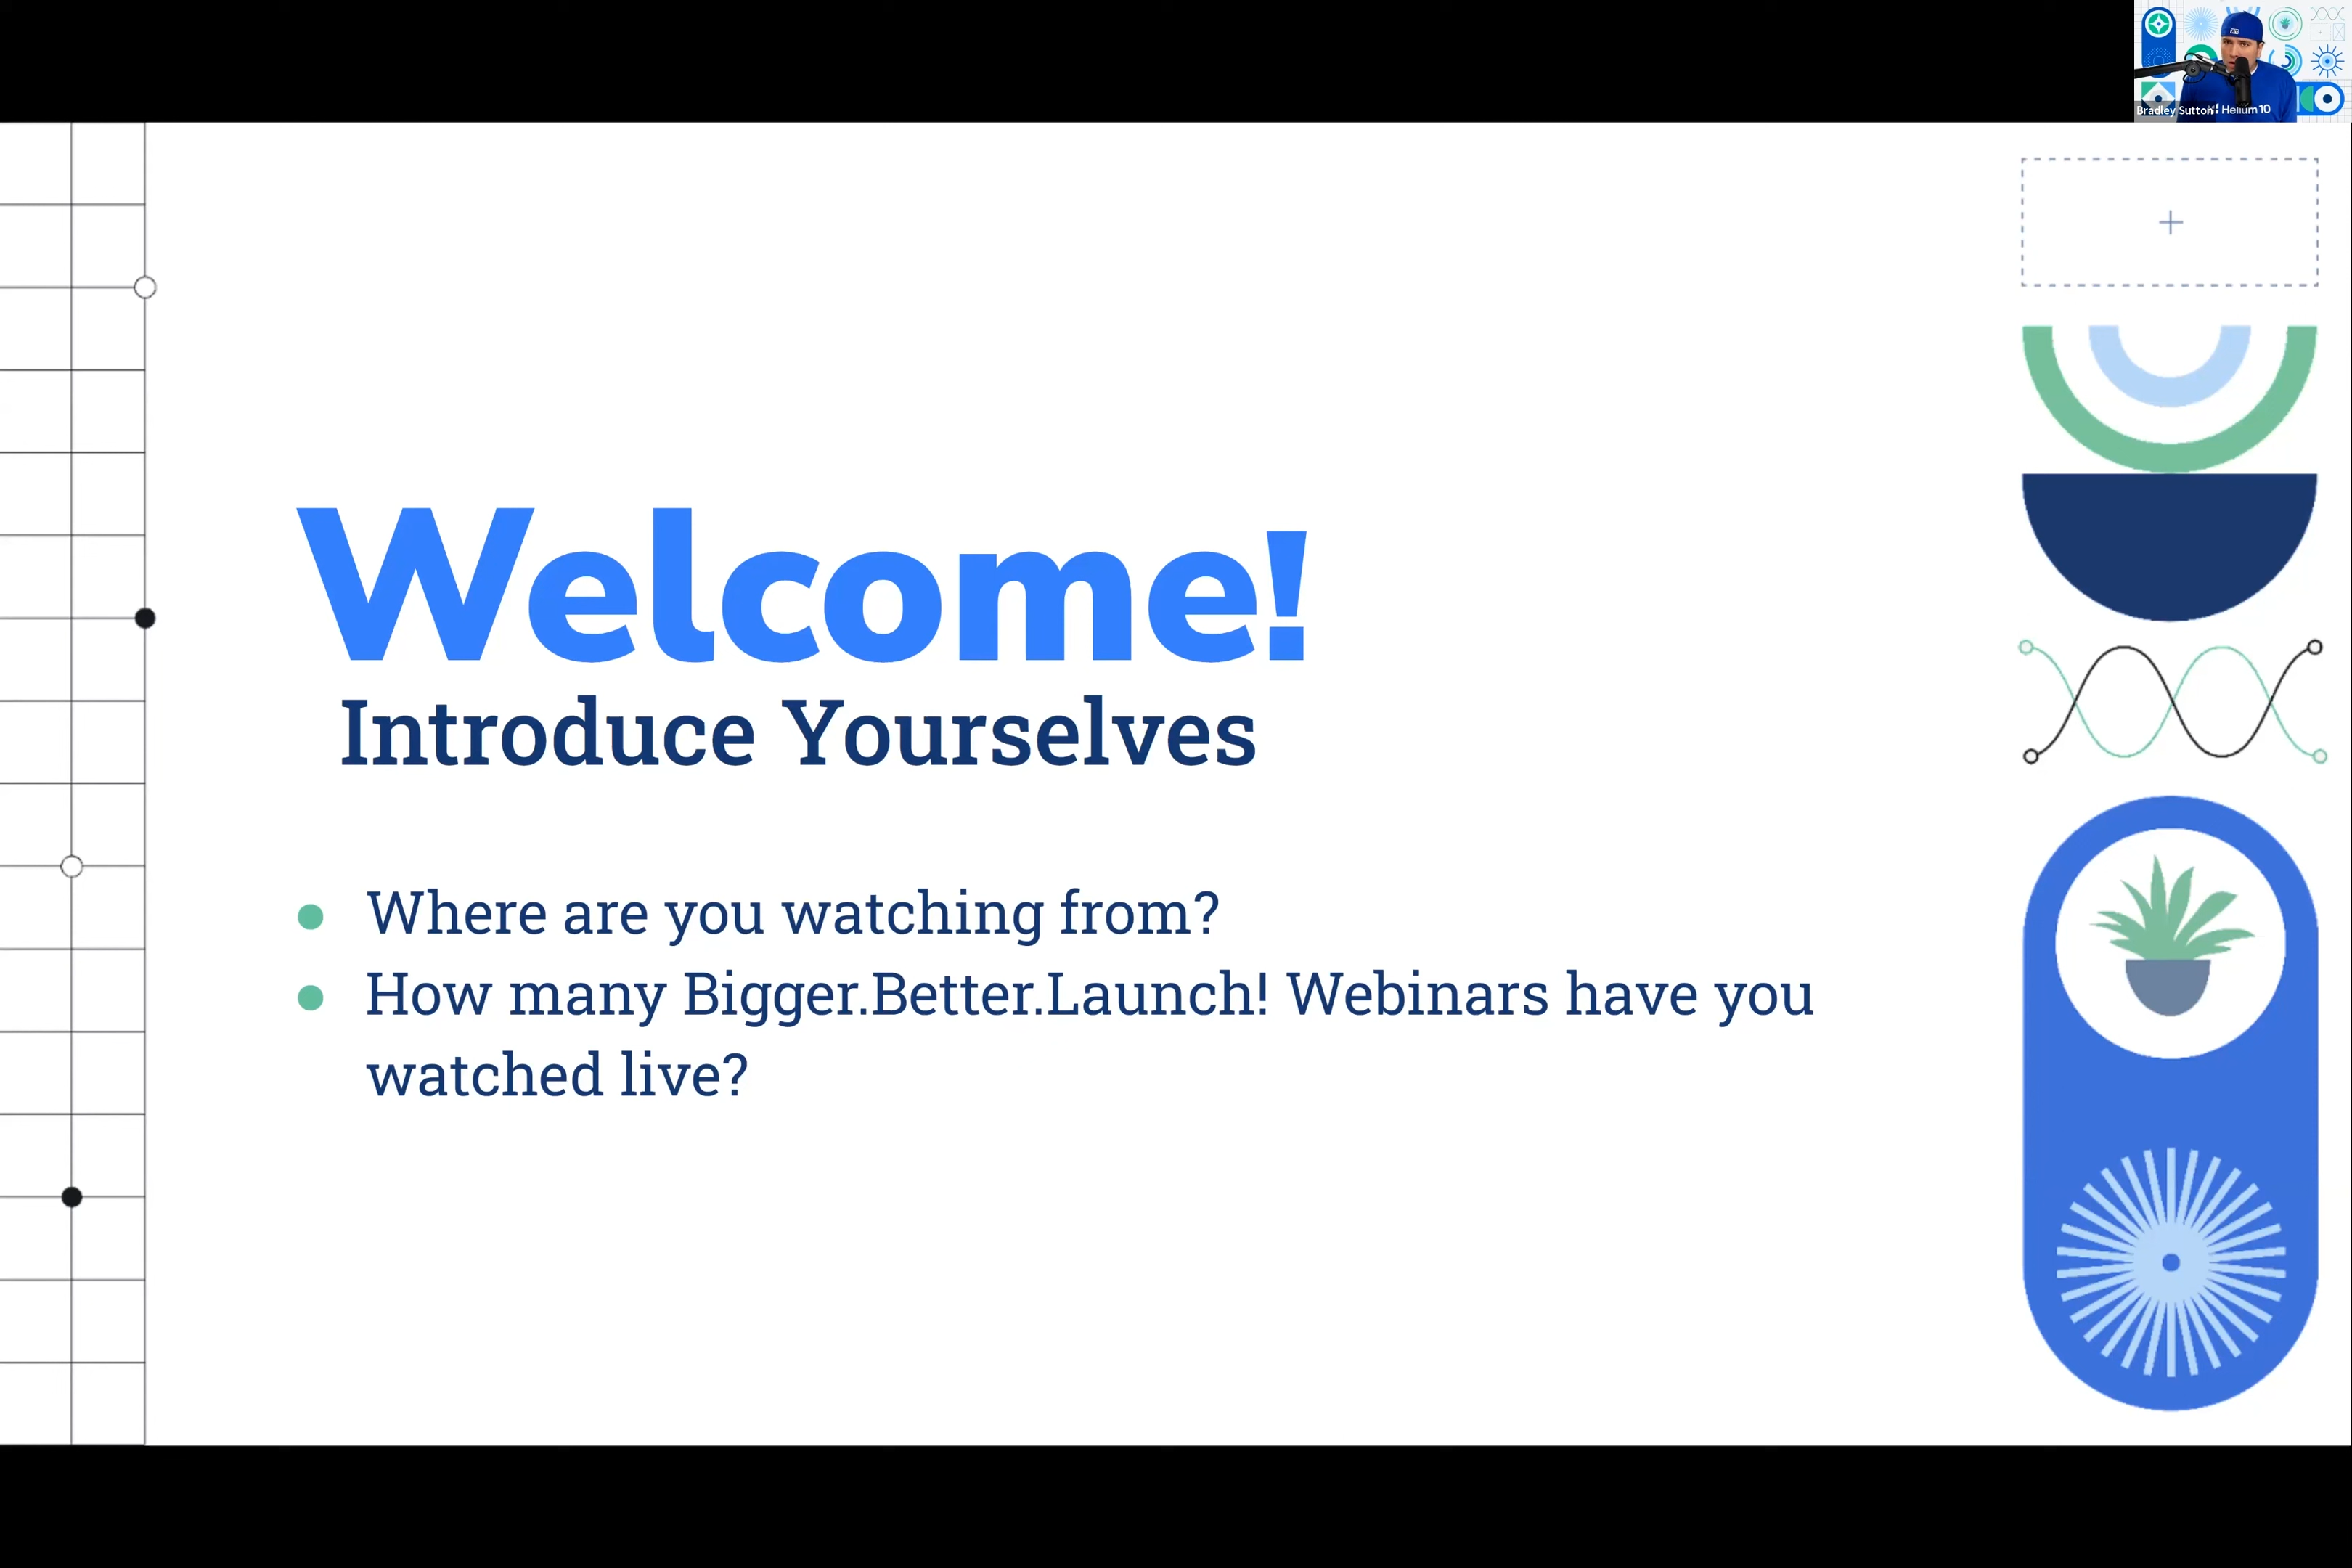 Bradley Sutton
Helium 10
Welcome!
Introduce Yourselves
Where are you watching from?
How many Bigger.Better.Launch! Webinars have you
watched live?